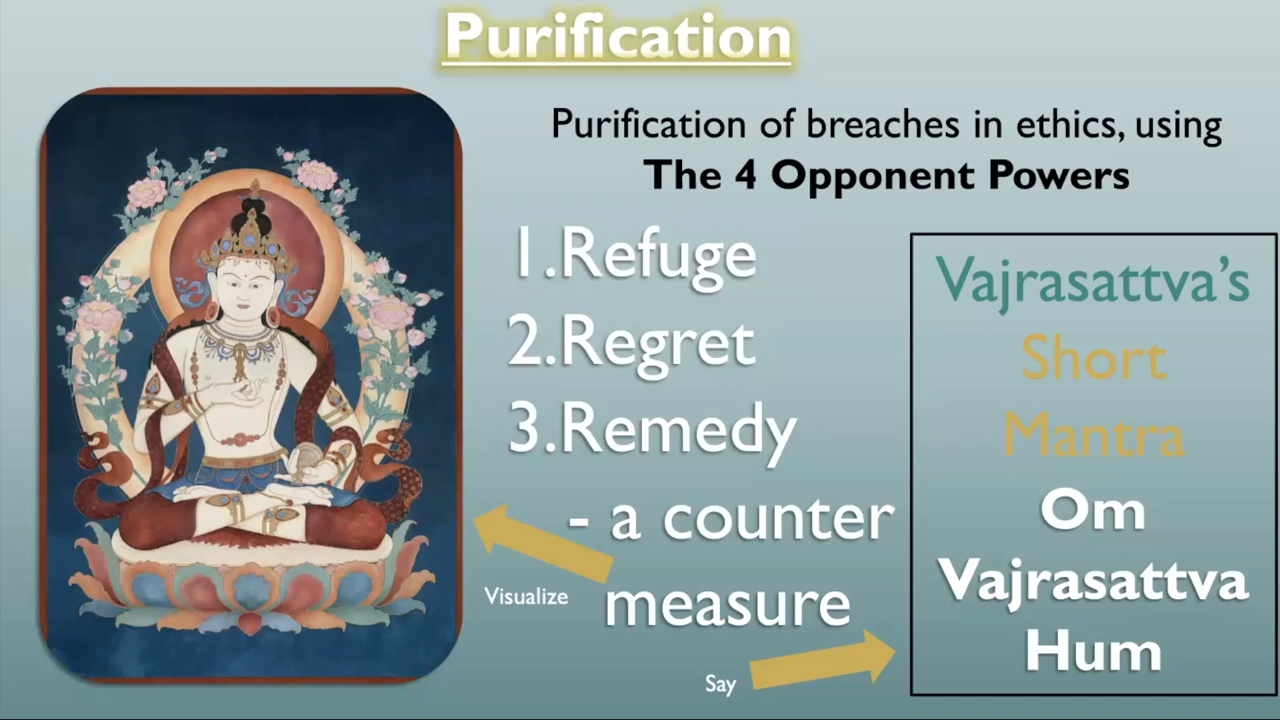 Purification
Purification of breaches in ethics, using
The 4 Opponent Powers
1.Refuge
2.Regret
3.Remedy
- a counter
measure
Visualize
Say
Vajrasattva’s
Short
Mantra
Om
Vajrasattva
Hum